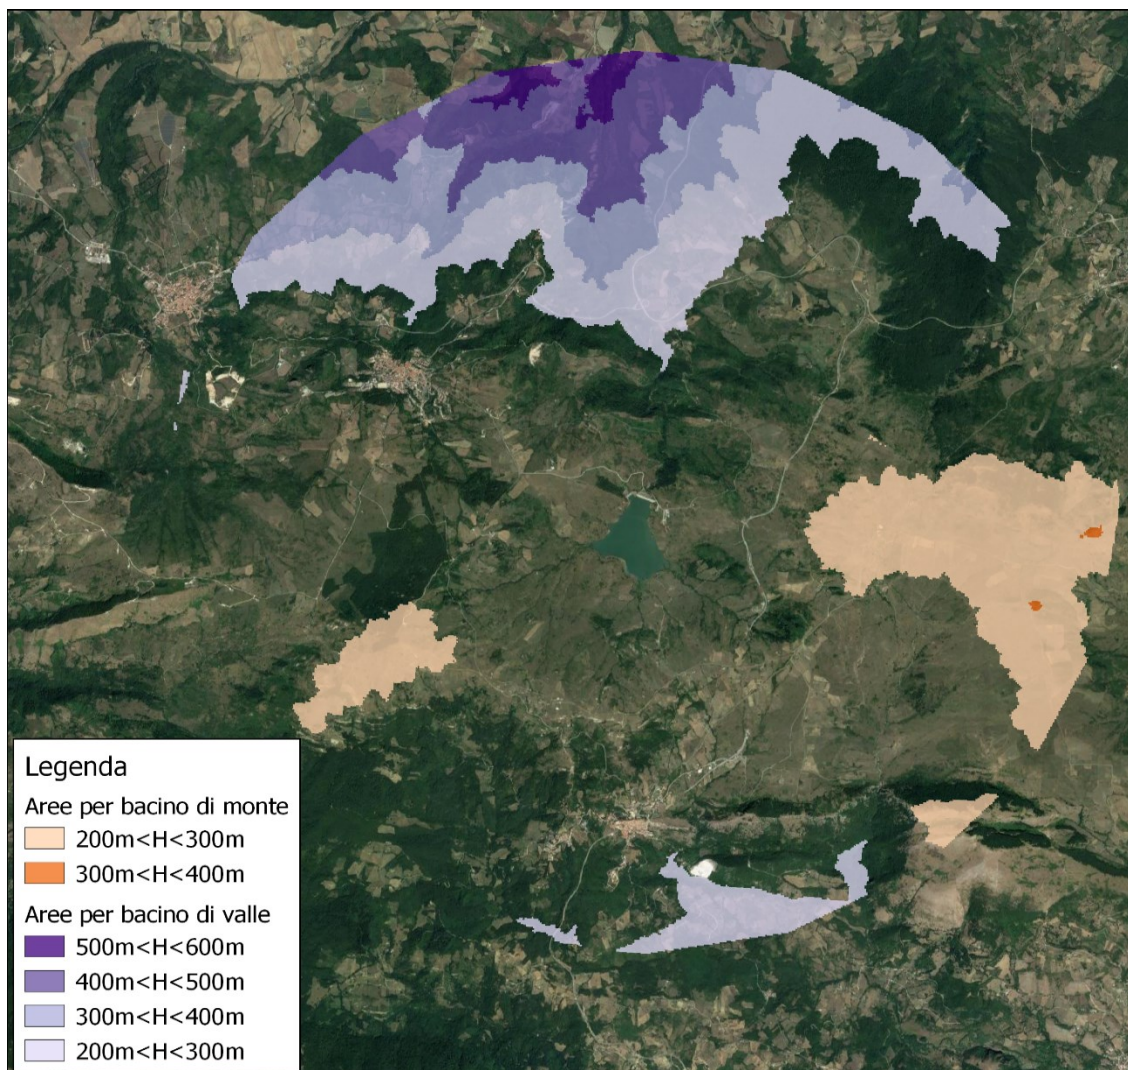 Legenda
Aree per bacino di monte
200m<H<300m
300m<H<400m
Aree per bacino di valle
500m<H<600m
400m<H<500m
300m<H<400m
200m<H<300m